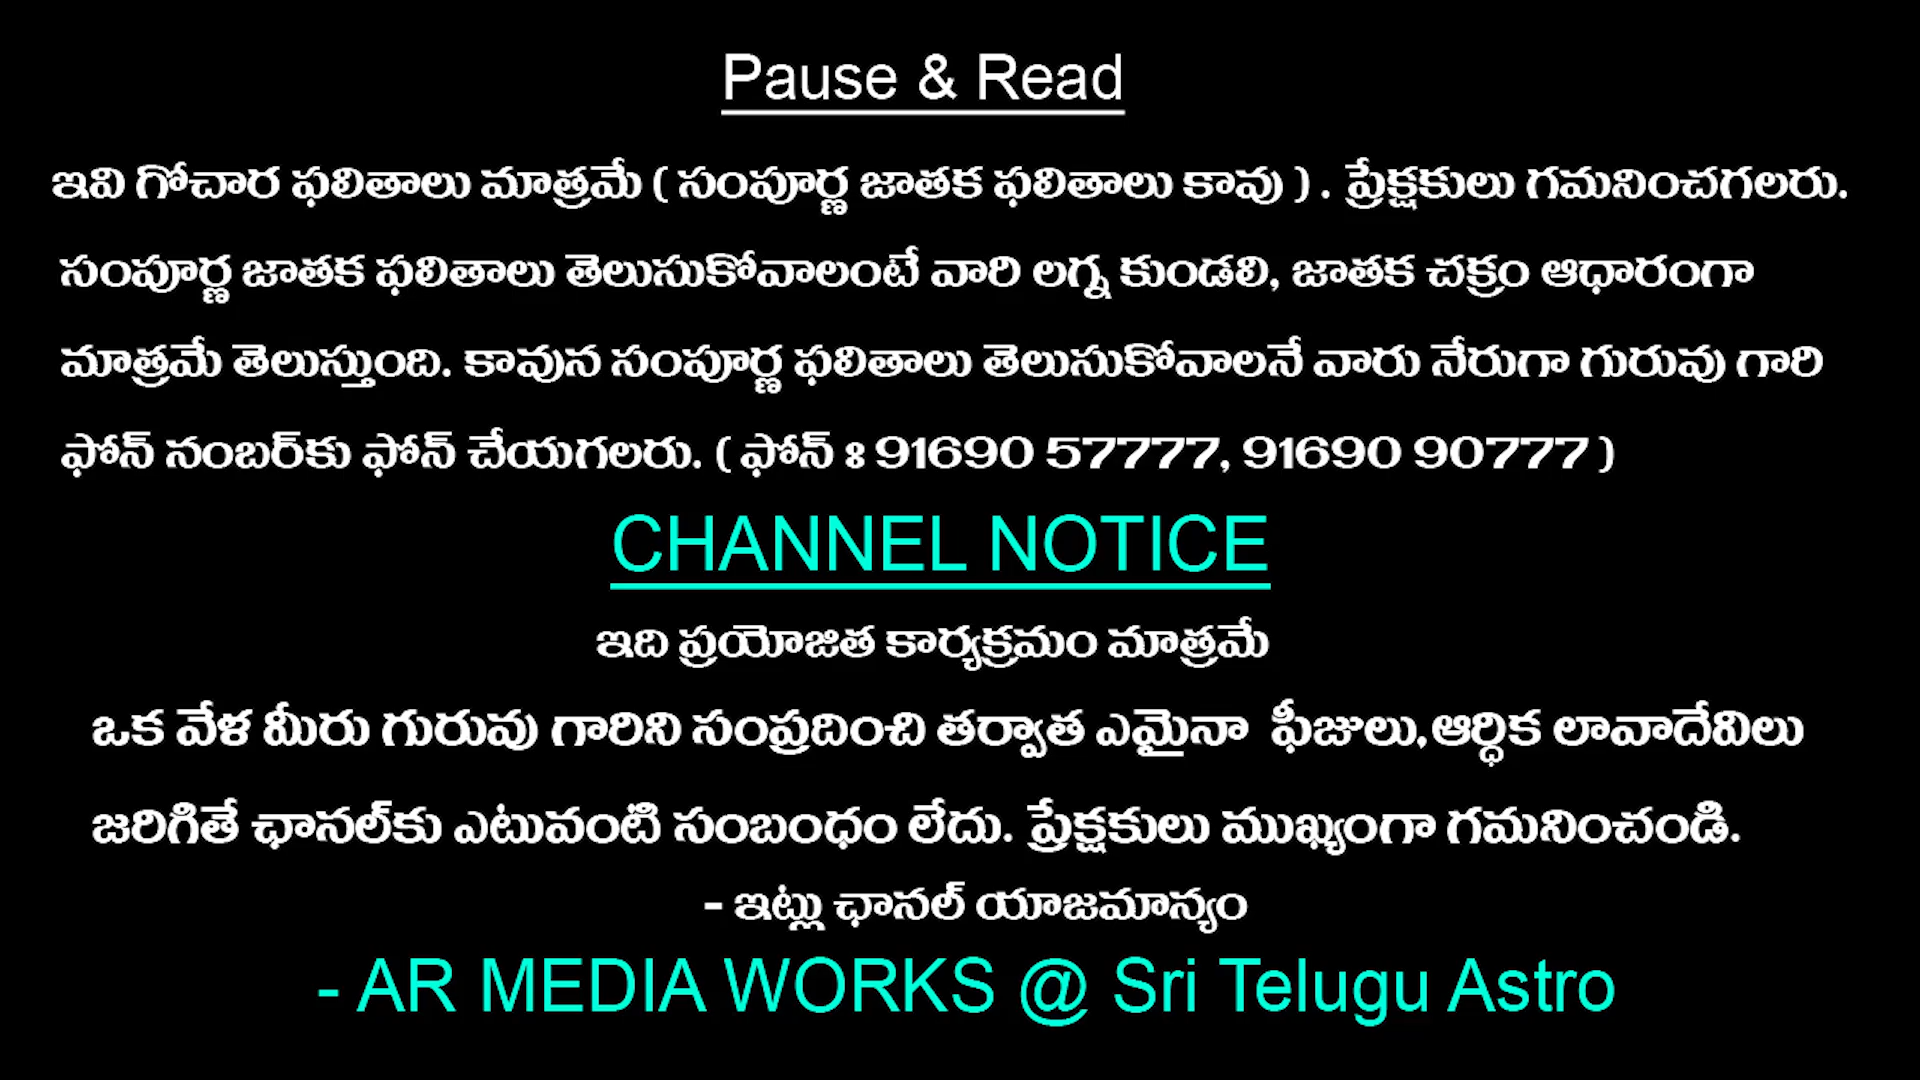 Pause & Read
ఇవి గోచార ఫలితాలు మాత్రమే ( సంపూర్ణ జాతక ఫలితాలు కావు ) . ప్రేక్షకులు గమనించగలరు.
సంపూర్ణ జాతక ఫలితాలు తెలుసుకోవాలంటే వారి లగ్న కుండలి, జాతక చక్రం ఆధారంగా
మాత్రమే తెలుస్తుంది. కావున సంపూర్ణ ఫలితాలు తెలుసుకోవాలనే వారు నేరుగా గురువు గారి
ఫోన్ నంబర్‌కు ఫోన్ చేయగలరు. ( ఫోన్ : 91690 57777, 91690 90777 )
CHANNEL NOTICE
ఇది ప్రయోజిత కార్యక్రమం మాత్రమే
ఒక వేళ మీరు గురువు గారిని సంప్రదించి తర్వాత ఎమైనా ఫీజులు,ఆర్ధిక లావాదేవిలు
జరిగితే ఛానల్‌కు ఎటువంటి సంబంధం లేదు. ప్రేక్షకులు ముఖ్యంగా గమనించండి.
- ఇట్లు ఛానల్ యాజమాన్యం
- AR MEDIA WORKS @ Sri Telugu Astro